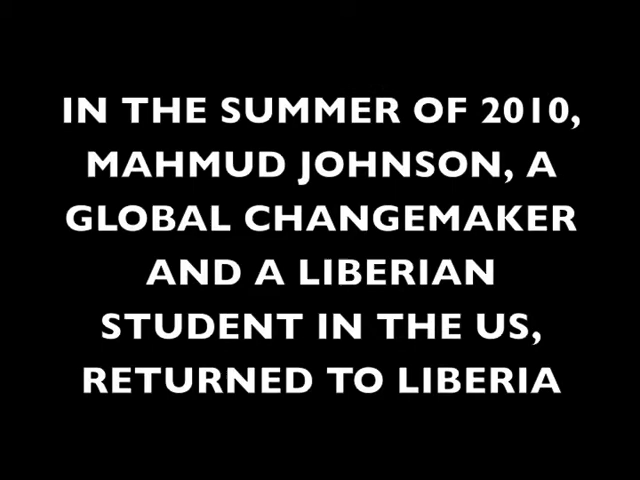 IN THE SUMMER OF 2010,
MAHMUD JOHNSON, A
GLOBAL CHANGEMAKER
AND A LIBERIAN
STUDENT IN THE US,
RETURNED TO LIBERIA